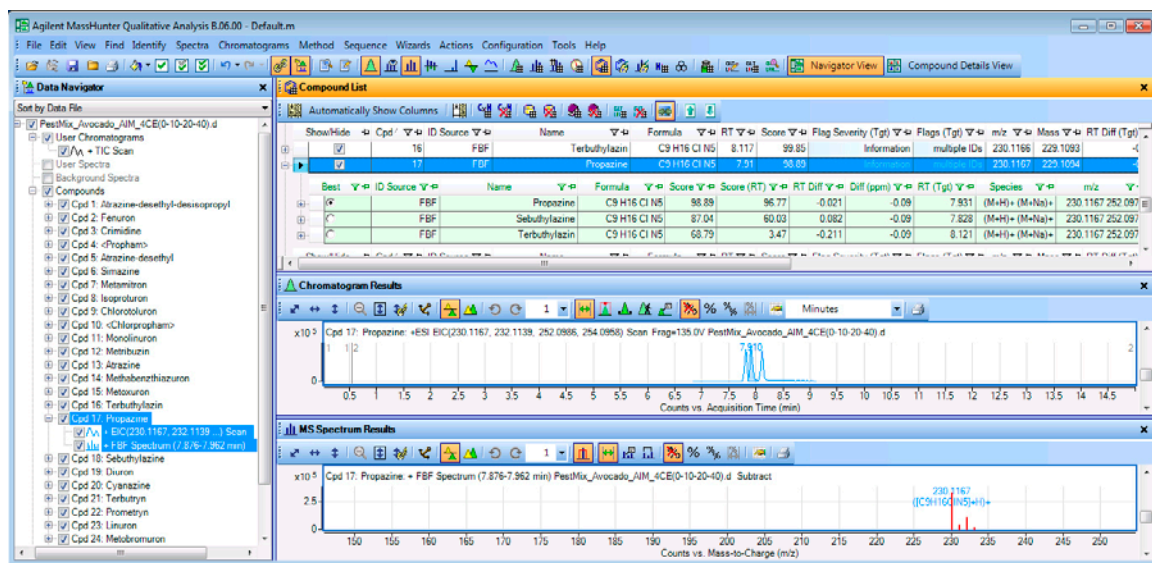 Agilent MassHunter Qualitative Analysis B.06.00 - Default.m
File Edit View Find Identify Spectra Chromatograms Method Sequence Wizards Actions Configuration Tools Help
Navigator View Compound Details View
Data Navigator
Sort by Data File
PestMix_Avocado_AIM_4CE(0-10-20-40).d
User Chromatograms
+ TIC Scan
User Spectra
Background Spectra
Compounds
Cpd 1: Atrazine-desethyl-desisopropyl
Cpd 2: Fenuron
Cpd 3: Crimidine
Cpd 4: <Propham>
Cpd 5: Atrazine-desethyl
Cpd 6: Simazine
Cpd 7: Metamitron
Cpd 8: Isoproturon
Cpd 9: Chlorotoluron
Cpd 10: <Chlorpropham>
Cpd 11: Monolinuron
Cpd 12: Metribuzin
Cpd 13: Atrazine
Cpd 14: Methabenzthiazuron
Cpd 15: Metoxuron
Cpd 16: Terbuthylazin
Cpd 17: Propazine
+ EIC(230.1167, 232.1139 ...) Scan
+ FBF Spectrum (7.876-7.962 min)
Cpd 18: Sebuthylazine
Cpd 19: Diuron
Cpd 20: Cyanazine
Cpd 21: Terbutryn
Cpd 22: Prometryn
Cpd 23: Linuron
Cpd 24: Metobromuron
Compound List
Automatically Show Columns
Show/Hide Cpd ID Source Name Formula RT Score Flag Severity (Tgt) Flags (Tgt) m/z Mass RT Diff (Tgt)
16 FBF Terbuthylazin C9 H16 Cl N5 8.117 99.85 Information multiple IDs 230.1166 229.1093
17 FBF Propazine C9 H16 Cl N5 7.91 98.89 Information multiple IDs 230.1167 229.1094
Best ID Source Name Formula Score Score (RT) RT Diff Diff (ppm) RT (Tgt) Species m/z
FBF Propazine C9 H16 Cl N5 98.89 96.77 -0.021 -0.09 7.931 (M+H)+ (M+Na)+ 230.1167 252.097
FBF Sebuthylazine C9 H16 Cl N5 87.04 60.03 0.082 -0.09 7.828 (M+H)+ (M+Na)+ 230.1167 252.097
FBF Terbuthylazin C9 H16 Cl N5 68.79 3.47 -0.211 -0.09 8.121 (M+H)+ (M+Na)+ 230.1167 252.097
Chromatogram Results
1 % Minutes
x10 5 Cpd 17: Propazine: +ESI EIC(230.1167, 232.1139, 252.0986, 254.0958) Scan Frag=135.0V PestMix_Avocado_AIM_4CE(0-10-20-40).d
1 1 2 7.910 2
0
0.5 1 1.5 2 2.5 3 3.5 4 4.5 5 5.5 6 6.5 7 7.5 8 8.5 9 9.5 10 10.5 11 11.5 12 12.5 13 13.5 14 14.5
Counts vs. Acquisition Time (min)
MS Spectrum Results
1 %
x10 5 Cpd 17: Propazine: + FBF Spectrum (7.876-7.962 min) PestMix_Avocado_AIM_4CE(0-10-20-40).d Subtract
230.1167
([C9H16ClN5]+H)+
2.5
0
150 155 160 165 170 175 180 185 190 195 200 205 210 215 220 225 230 235 240 245 250
Counts vs. Mass-to-Charge (m/z)